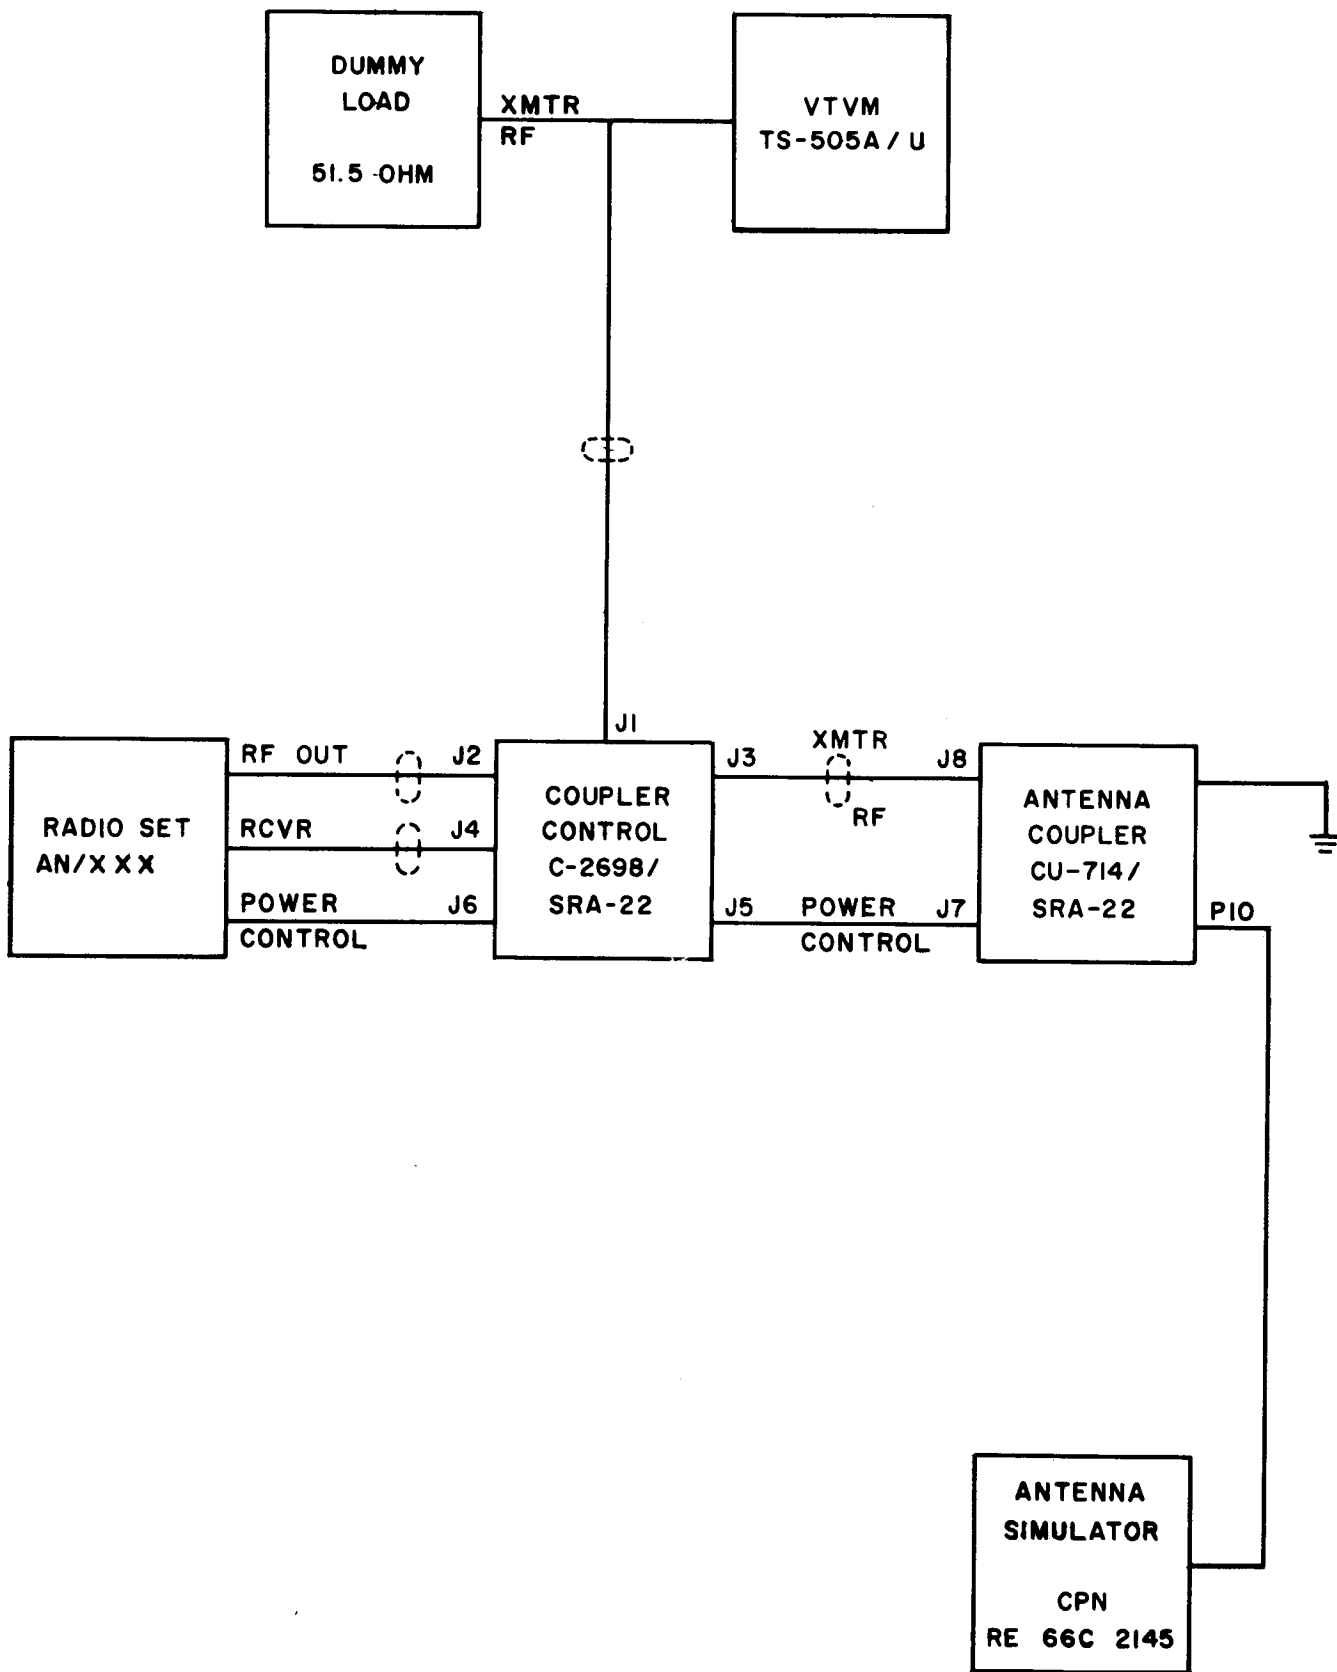 DUMMY
LOAD
51.5 OHM
XMTR
RF
VTVM
TS-505A / U
J1
RADIO SET
AN/XXX
RF OUT
J2
RCVR
J4
POWER
CONTROL
J6
COUPLER
CONTROL
C-2698/
SRA-22
J3
XMTR
RF
J8
J5
POWER
CONTROL
J7
ANTENNA
COUPLER
CU-714/
SRA-22
P10
ANTENNA
SIMULATOR
CPN
RE 66C 2145